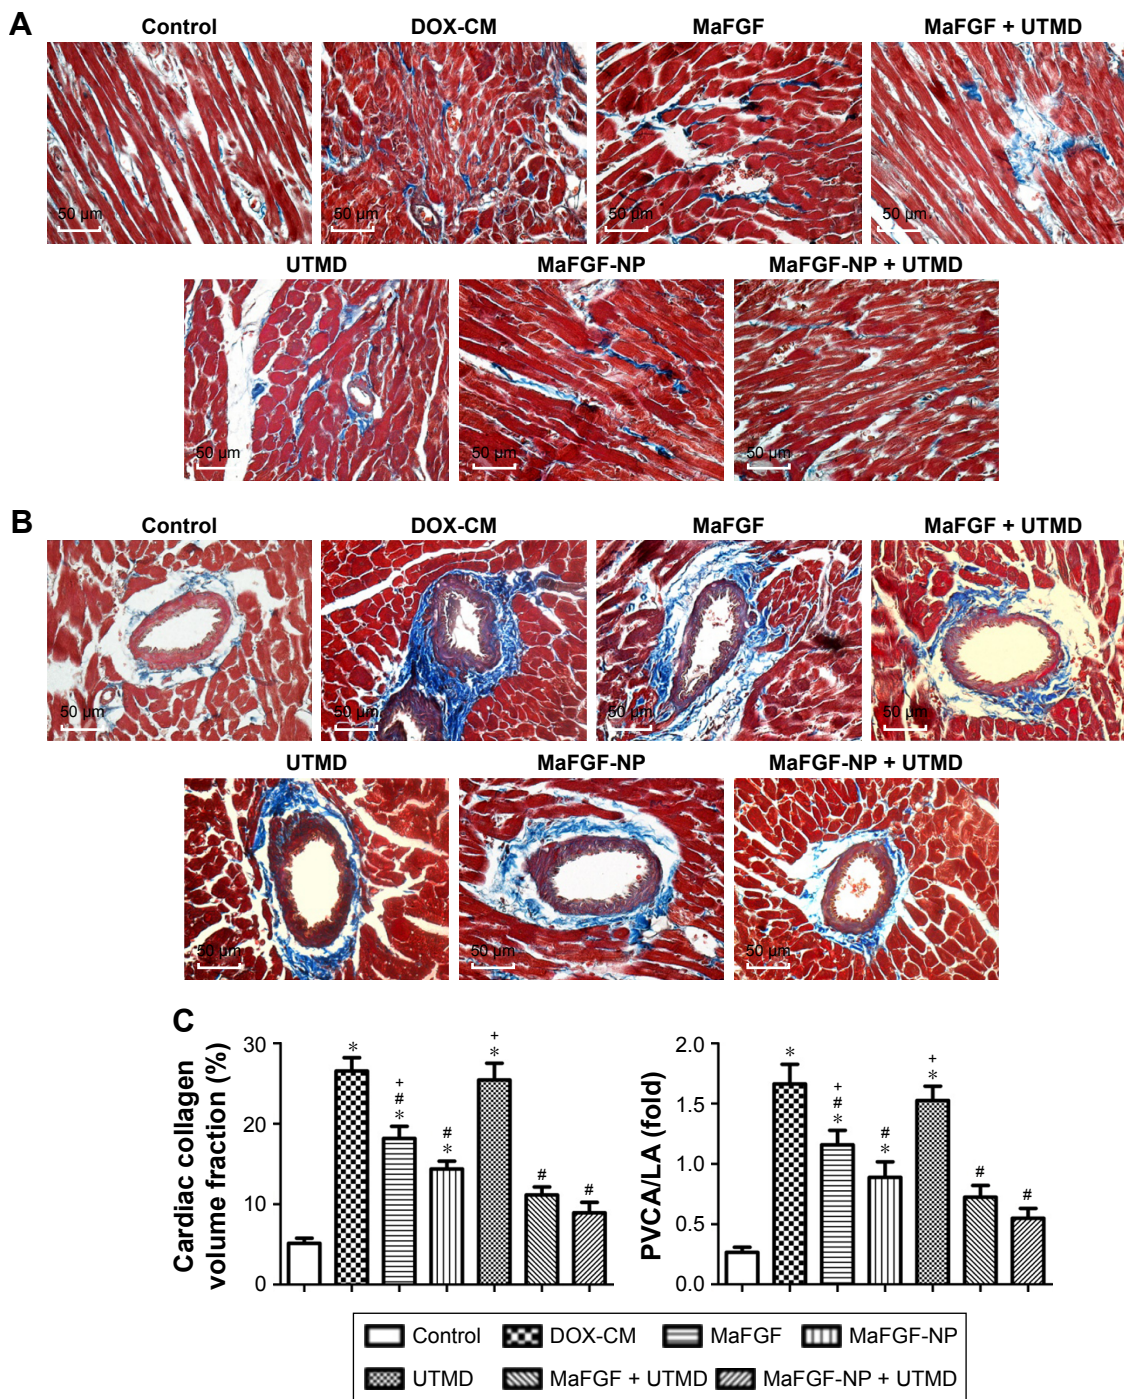 A
Control DOX-CM MaFGF MaFGF + UTMD
50 µm 50 µm 50 µm 50 µm
UTMD MaFGF-NP MaFGF-NP + UTMD
50 µm 50 µm 50 µm
B
Control DOX-CM MaFGF MaFGF + UTMD
50 µm 50 µm 50 µm 50 µm
UTMD MaFGF-NP MaFGF-NP + UTMD
50 µm 50 µm 50 µm
C
Cardiac collagen
volume fraction (%)
30
20
10
0
*
+
#
*
#
*
+
*
#
#
PVCA/LA (fold)
2.0
1.5
1.0
0.5
0.0
*
+
#
*
#
*
+
*
#
#
Control DOX-CM MaFGF MaFGF-NP
UTMD MaFGF + UTMD MaFGF-NP + UTMD